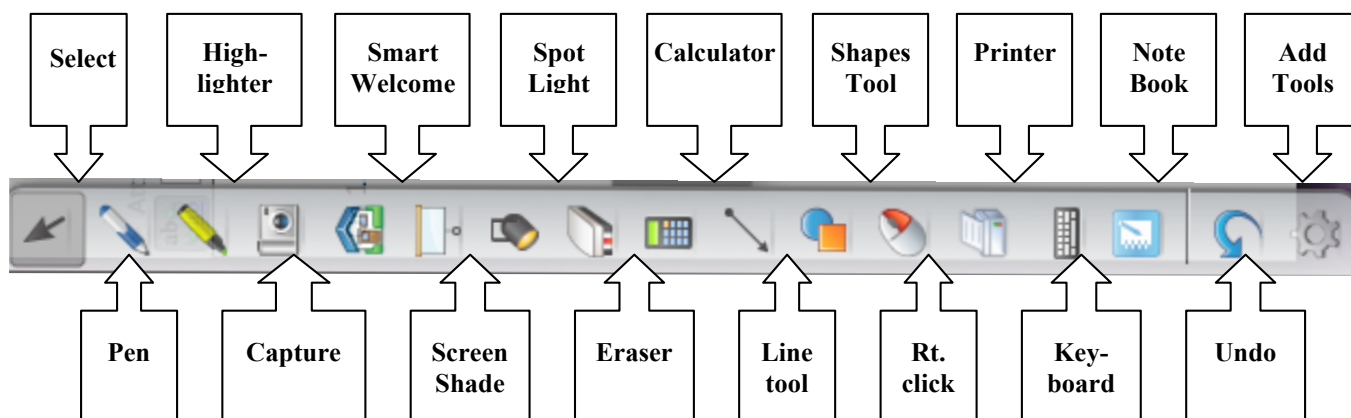 Select
High-
lighter
Smart
Welcome
Spot
Light
Calculator
Shapes
Tool
Printer
Note
Book
Add
Tools
Pen
Capture
Screen
Shade
Eraser
Line
tool
Rt.
click
Key-
board
Undo